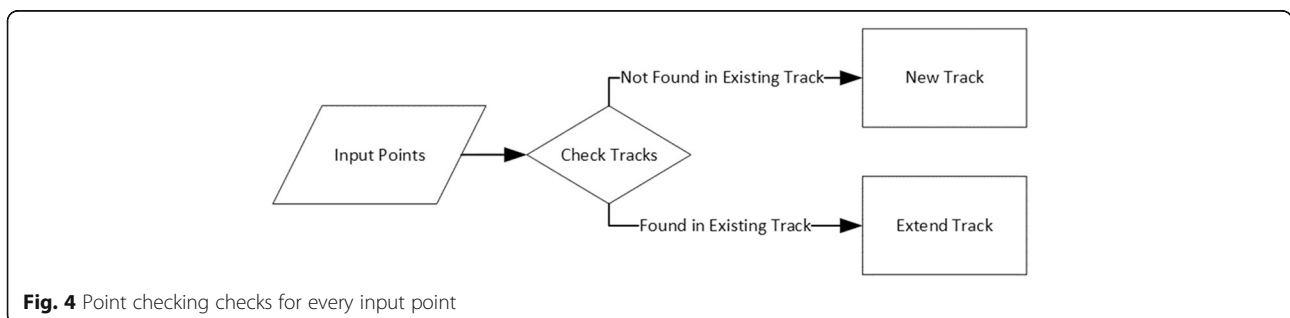 Not Found in Existing Track
New Track
Input Points
Check Tracks
Found in Existing Track
Extend Track
Fig. 4 Point checking checks for every input point